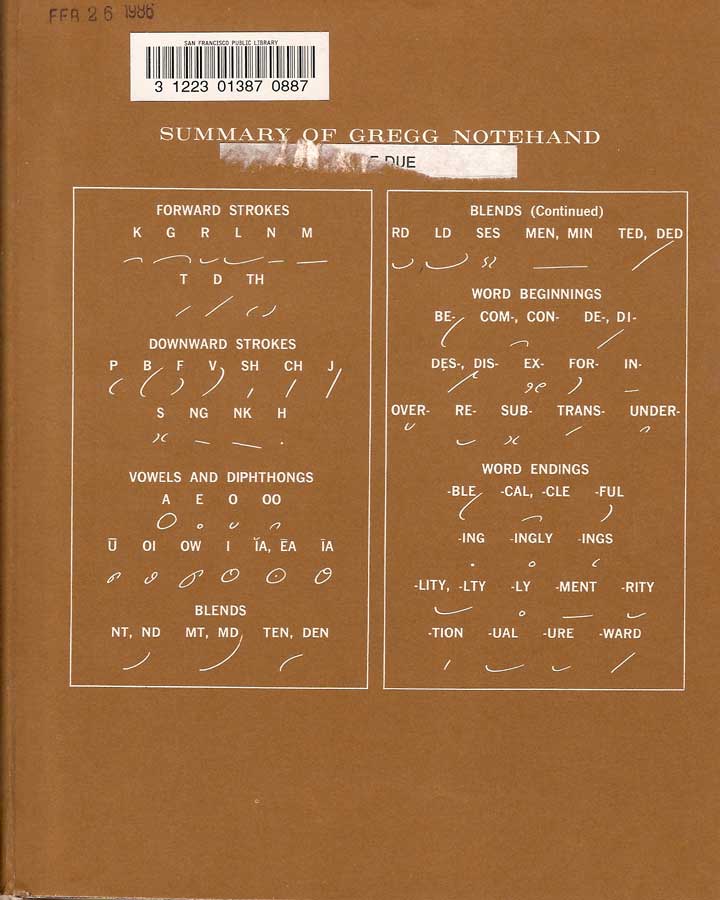 FEB 26 1986
SAN FRANCISCO PUBLIC LIBRARY
3 1223 01387 0887
SUMMARY OF GREGG NOTEHAND
E DUE
FORWARD STROKES
K G R L N M
T D TH
DOWNWARD STROKES
P B F V SH CH J
S NG NK H
VOWELS AND DIPHTHONGS
A E O OO
Ū OI OW I ĬA, ĒA ĪA
BLENDS
NT, ND MT, MD TEN, DEN
BLENDS (Continued)
RD LD SES MEN, MIN TED, DED
WORD BEGINNINGS
BE- COM-, CON- DE-, DI-
DES-, DIS- EX- FOR- IN-
OVER- RE- SUB- TRANS- UNDER-
WORD ENDINGS
-BLE -CAL, -CLE -FUL
-ING -INGLY -INGS
-LITY, -LTY -LY -MENT -RITY
-TION -UAL -URE -WARD